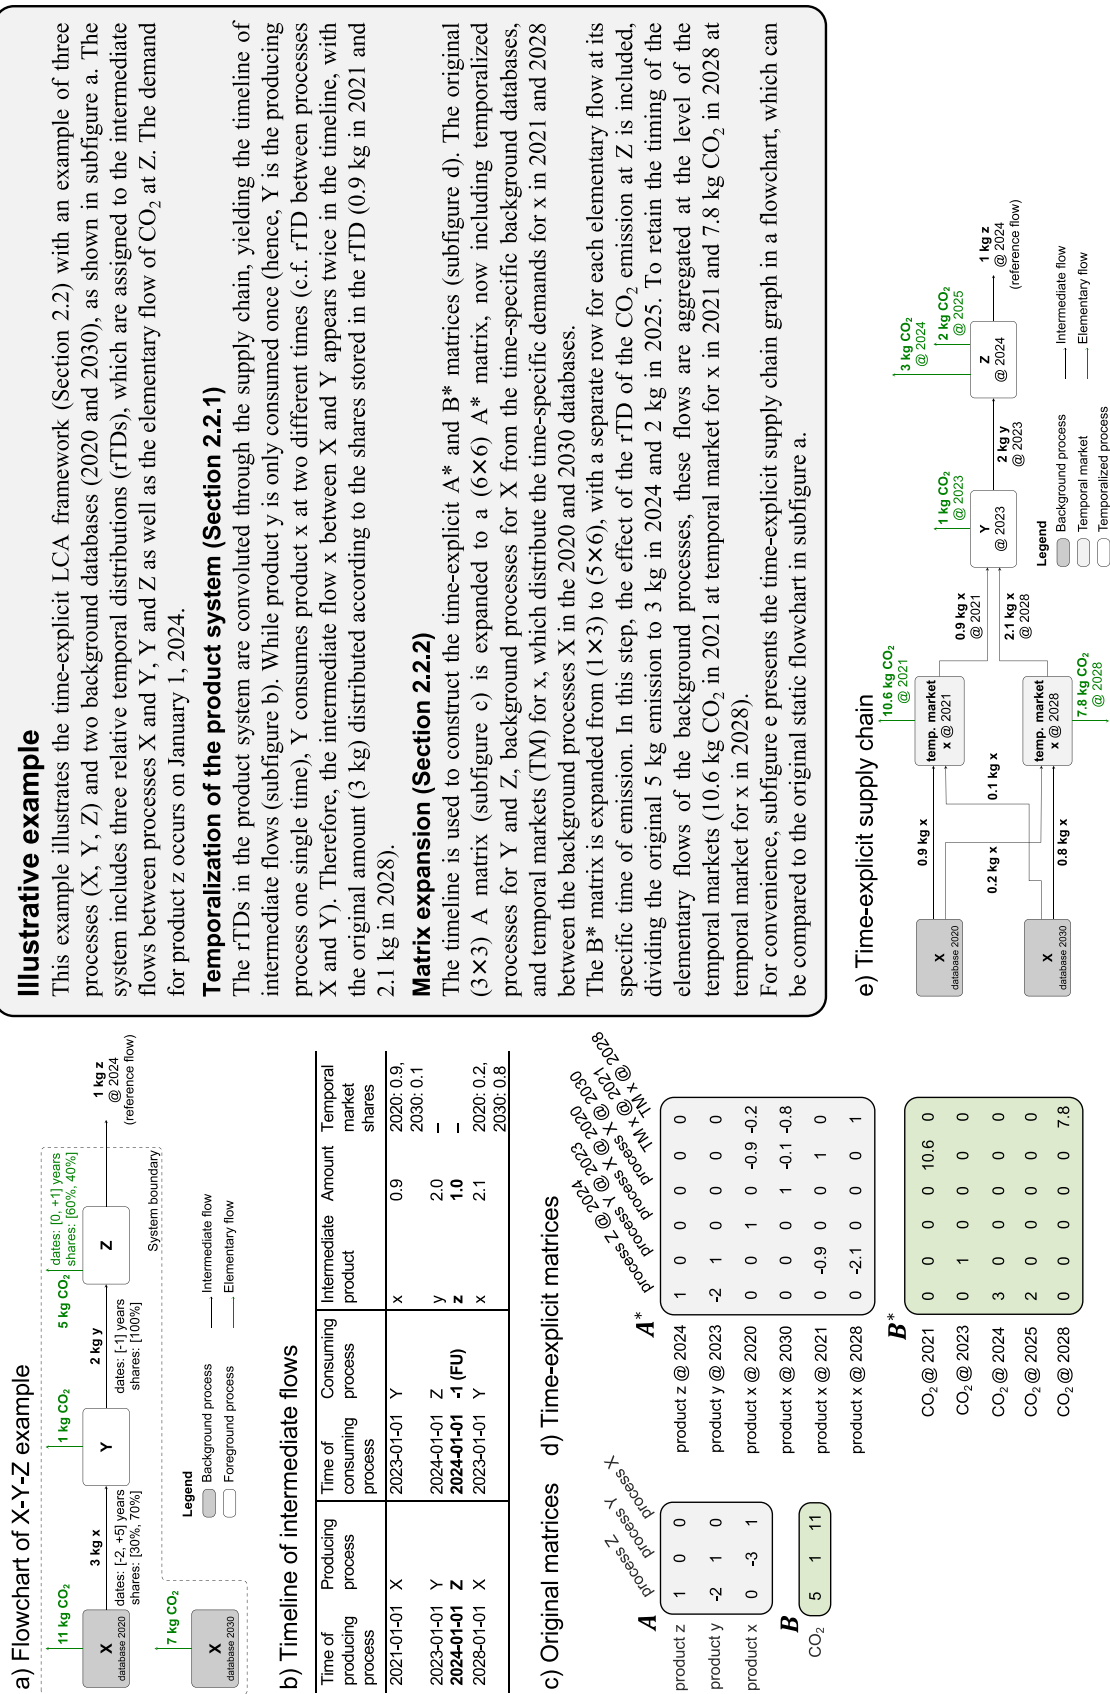 a) Flowchart of X-Y-Z example
11 kg CO₂
X
database 2020
3 kg x
dates: [-2, +5] years
shares: [30%, 70%]
1 kg CO₂
Y
2 kg y
dates: [-1] years
shares: [100%]
5 kg CO₂
dates: [0, +1] years
shares: [60%, 40%]
Z
1 kg z
@ 2024
(reference flow)
System boundary
7 kg CO₂
X
database 2030
Legend
Background process
Foreground process
Intermediate flow
Elementary flow
b) Timeline of intermediate flows
Time of producing process | Producing process | Time of consuming process | Consuming process | Intermediate product | Amount | Temporal market shares
2021-01-01 X 2023-01-01 Y x 0.9 2020: 0.9, 2030: 0.1
2023-01-01 Y 2024-01-01 Z y 2.0 –
2024-01-01 Z 2024-01-01 -1 (FU) z 1.0 –
2028-01-01 X 2023-01-01 Y x 2.1 2020: 0.2, 2030: 0.8
c) Original matrices
A
process Z
process Y
process X
product z 1 0 0
product y -2 1 0
product x 0 -3 1
B
CO₂ 5 1 11
d) Time-explicit matrices
A*
process Z @ 2024
process Y @ 2023
process X @ 2020
process X @ 2030
TM x @ 2021
TM x @ 2028
product z @ 2024 1 0 0 0 0 0
product y @ 2023 -2 1 0 0 0 0
product x @ 2020 0 0 1 0 -0.9 -0.2
product x @ 2030 0 0 0 1 -0.1 -0.8
product x @ 2021 0 -0.9 0 0 1 0
product x @ 2028 0 -2.1 0 0 0 1
B*
CO₂ @ 2021 0 0 0 0 10.6 0
CO₂ @ 2023 0 1 0 0 0 0
CO₂ @ 2024 3 0 0 0 0 0
CO₂ @ 2025 2 0 0 0 0 0
CO₂ @ 2028 0 0 0 0 0 7.8
Illustrative example
This example illustrates the time-explicit LCA framework (Section 2.2) with an example of three
processes (X, Y, Z) and two background databases (2020 and 2030), as shown in subfigure a. The
system includes three relative temporal distributions (rTDs), which are assigned to the intermediate
flows between processes X and Y, Y and Z as well as the elementary flow of CO₂ at Z. The demand
for product z occurs on January 1, 2024.
Temporalization of the product system (Section 2.2.1)
The rTDs in the product system are convoluted through the supply chain, yielding the timeline of
intermediate flows (subfigure b). While product y is only consumed once (hence, Y is the producing
process one single time), Y consumes product x at two different times (c.f. rTD between processes
X and Y). Therefore, the intermediate flow x between X and Y appears twice in the timeline, with
the original amount (3 kg) distributed according to the shares stored in the rTD (0.9 kg in 2021 and
2.1 kg in 2028).
Matrix expansion (Section 2.2.2)
The timeline is used to construct the time-explicit A* and B* matrices (subfigure d). The original
(3×3) A matrix (subfigure c) is expanded to a (6×6) A* matrix, now including temporalized
processes for Y and Z, background processes for X from the time-specific background databases,
and temporal markets (TM) for x, which distribute the time-specific demands for x in 2021 and 2028
between the background processes X in the 2020 and 2030 databases.
The B* matrix is expanded from (1×3) to (5×6), with a separate row for each elementary flow at its
specific time of emission. In this step, the effect of the rTD of the CO₂ emission at Z is included,
dividing the original 5 kg emission to 3 kg in 2024 and 2 kg in 2025. To retain the timing of the
elementary flows of the background processes, these flows are aggregated at the level of the
temporal markets (10.6 kg CO₂ in 2021 at temporal market for x in 2021 and 7.8 kg CO₂ in 2028 at
temporal market for x in 2028).
For convenience, subfigure e presents the time-explicit supply chain graph in a flowchart, which can
be compared to the original static flowchart in subfigure a.
e) Time-explicit supply chain
X
database 2020
X
database 2030
0.9 kg x
0.2 kg x
0.1 kg x
0.8 kg x
10.6 kg CO₂
@ 2021
temp. market
x @ 2021
temp. market
x @ 2028
7.8 kg CO₂
@ 2028
0.9 kg x
@ 2021
2.1 kg x
@ 2028
1 kg CO₂
@ 2023
Y
@ 2023
2 kg y
@ 2023
3 kg CO₂
@ 2024
2 kg CO₂
@ 2025
Z
@ 2024
1 kg z
@ 2024
(reference flow)
Legend
Background process
Temporal market
Temporalized process
Intermediate flow
Elementary flow